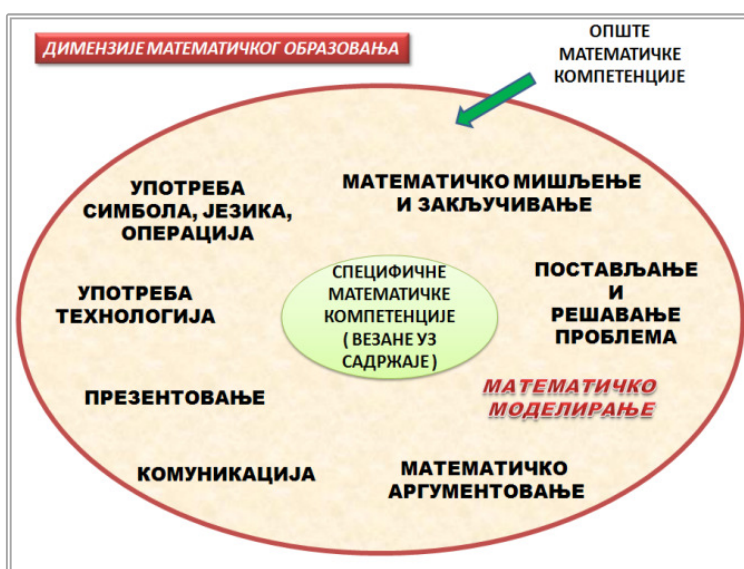 ДИМЕНЗИЈЕ МАТЕМАТИЧКОГ ОБРАЗОВАЊА
ОПШТЕ
МАТЕМАТИЧКЕ
КОМПЕТЕНЦИЈЕ
УПОТРЕБА
СИМБОЛА, ЈЕЗИКА,
ОПЕРАЦИЈА
МАТЕМАТИЧКО МИШЉЕЊЕ
И ЗАКЉУЧИВАЊЕ
УПОТРЕБА
ТЕХНОЛОГИЈА
СПЕЦИФИЧНЕ
МАТЕМАТИЧКЕ
КОМПЕТЕНЦИЈЕ
( ВЕЗАНЕ УЗ
САДРЖАЈЕ )
ПОСТАВЉАЊЕ
И
РЕШАВАЊЕ
ПРОБЛЕМА
ПРЕЗЕНТОВАЊЕ
МАТЕМАТИЧКО
МОДЕЛИРАЊЕ
КОМУНИКАЦИЈА
МАТЕМАТИЧКО
АРГУМЕНТОВАЊЕ